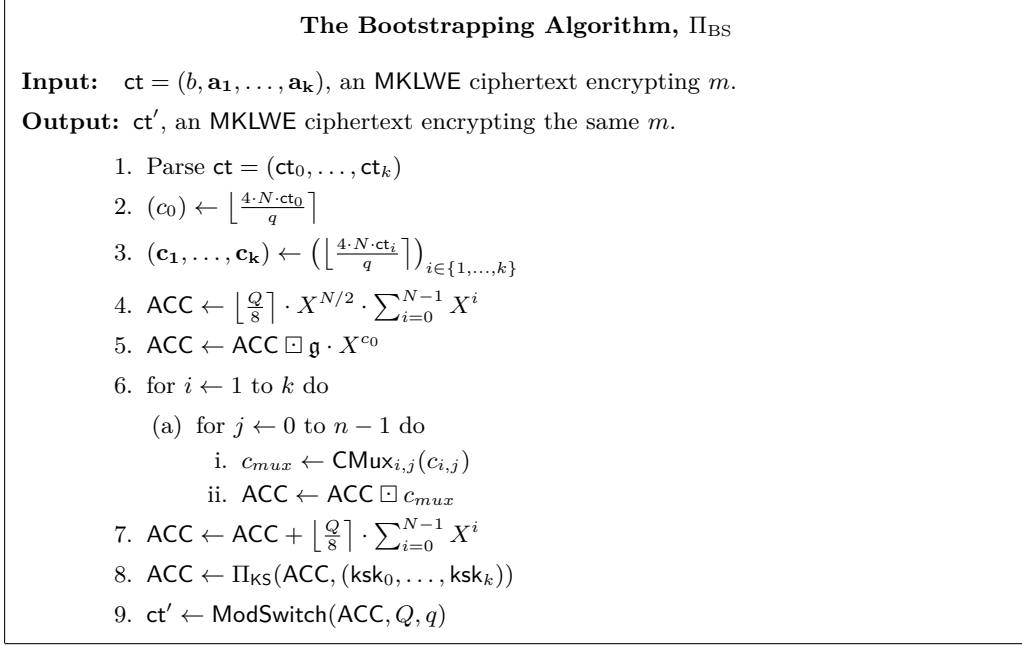 The Bootstrapping Algorithm, Π_BS
Input: ct = (b, a_1, …, a_k), an MKLWE ciphertext encrypting m.
Output: ct′, an MKLWE ciphertext encrypting the same m.
1. Parse ct = (ct_0, …, ct_k)
2. (c_0) ← ⌊4·N·ct_0 / q⌉
3. (c_1, …, c_k) ← (⌊4·N·ct_i / q⌉)_{i∈{1,…,k}}
4. ACC ← ⌊Q/8⌉ · X^{N/2} · ∑_{i=0}^{N−1} X^i
5. ACC ← ACC ⊡ 𝔤 · X^{c_0}
6. for i ← 1 to k do
(a) for j ← 0 to n − 1 do
i. c_{mux} ← CMux_{i,j}(c_{i,j})
ii. ACC ← ACC ⊡ c_{mux}
7. ACC ← ACC + ⌊Q/8⌉ · ∑_{i=0}^{N−1} X^i
8. ACC ← Π_KS(ACC, (ksk_0, …, ksk_k))
9. ct′ ← ModSwitch(ACC, Q, q)